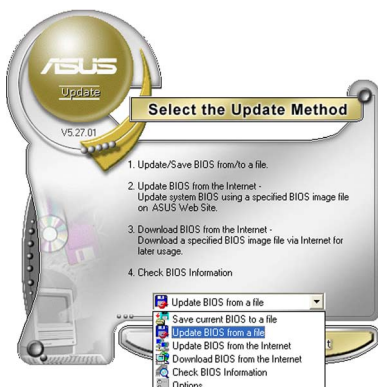 ASUS
Update
V5.27.01
Select the Update Method
1. Update/Save BIOS from/to a file.
2. Update BIOS from the Internet -
Update system BIOS using a specified BIOS image file
on ASUS Web Site.
3. Download BIOS from the Internet -
Download a specified BIOS image file via Internet for
later usage.
4. Check BIOS Information
Update BIOS from a file
Save current BIOS to a file
Update BIOS from a file
Update BIOS from the Internet
Download BIOS from the Internet
Check BIOS Information
Options